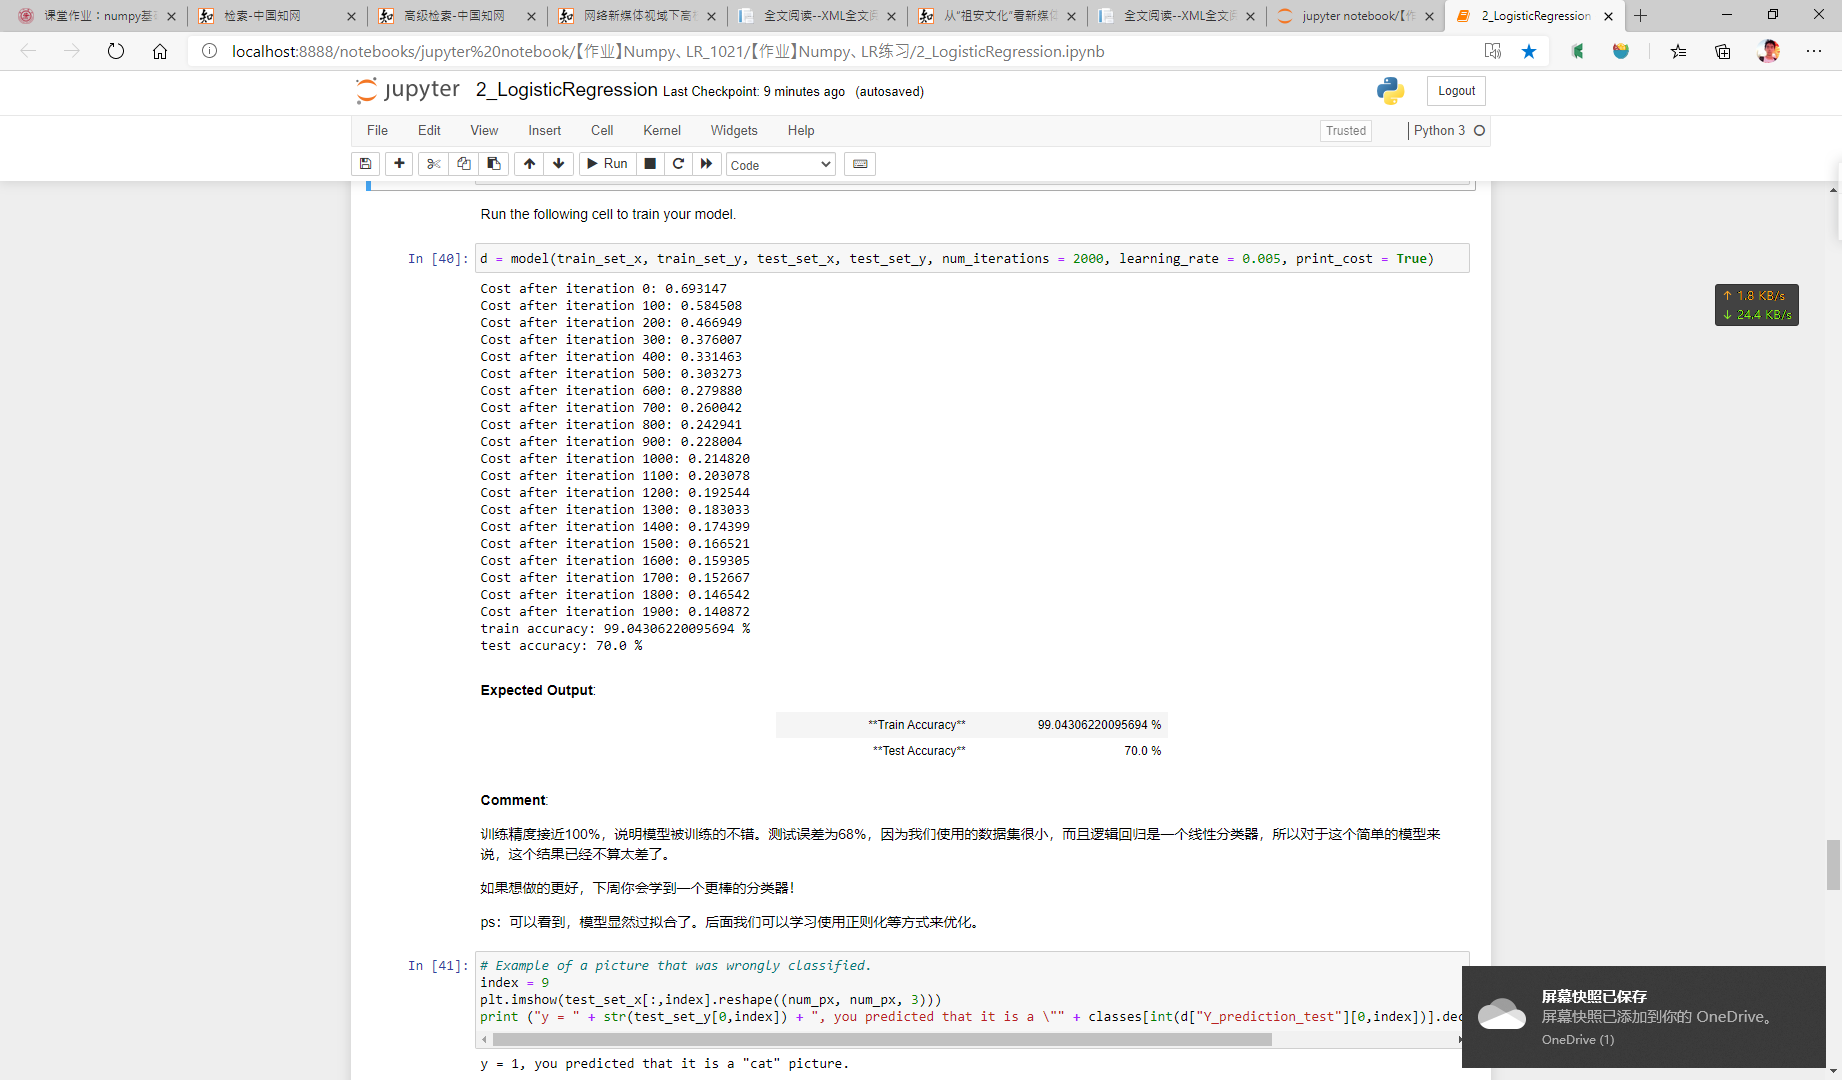 课堂作业：numpy基
检索-中国知网
高级检索-中国知网
网络新媒体视域下高
全文阅读--XML全文
从"祖安文化"看新媒体
全文阅读--XML全文
jupyter notebook/【作
2_LogisticRegression
localhost:8888/notebooks/jupyter%20notebook/【作业】Numpy、LR_1021/【作业】Numpy、LR练习/2_LogisticRegression.ipynb
jupyter 2_LogisticRegression Last Checkpoint: 9 minutes ago (autosaved)
Logout
File Edit View Insert Cell Kernel Widgets Help
Trusted Python 3
Run Code
Run the following cell to train your model.
In [40]: d = model(train_set_x, train_set_y, test_set_x, test_set_y, num_iterations = 2000, learning_rate = 0.005, print_cost = True)
Cost after iteration 0: 0.693147
↑ 1.8 KB/s
Cost after iteration 100: 0.584508
↓ 24.4 KB/s
Cost after iteration 200: 0.466949
Cost after iteration 300: 0.376007
Cost after iteration 400: 0.331463
Cost after iteration 500: 0.303273
Cost after iteration 600: 0.279880
Cost after iteration 700: 0.260042
Cost after iteration 800: 0.242941
Cost after iteration 900: 0.228004
Cost after iteration 1000: 0.214820
Cost after iteration 1100: 0.203078
Cost after iteration 1200: 0.192544
Cost after iteration 1300: 0.183033
Cost after iteration 1400: 0.174399
Cost after iteration 1500: 0.166521
Cost after iteration 1600: 0.159305
Cost after iteration 1700: 0.152667
Cost after iteration 1800: 0.146542
Cost after iteration 1900: 0.140872
train accuracy: 99.04306220095694 %
test accuracy: 70.0 %
Expected Output:
**Train Accuracy** 99.04306220095694 %
**Test Accuracy** 70.0 %
Comment:
训练精度接近100%，说明模型被训练的不错。测试误差为68%，因为我们使用的数据集很小，而且逻辑回归是一个线性分类器，所以对于这个简单的模型来
说，这个结果已经不算太差了。
如果想做的更好，下周你会学到一个更棒的分类器！
ps：可以看到，模型显然过拟合了。后面我们可以学习使用正则化等方式来优化。
In [41]: # Example of a picture that was wrongly classified.
index = 9
plt.imshow(test_set_x[:,index].reshape((num_px, num_px, 3)))
print ("y = " + str(test_set_y[0,index]) + ", you predicted that it is a \"" + classes[int(d["Y_prediction_test"][0,index])].dec
y = 1, you predicted that it is a "cat" picture.
屏幕快照已保存
屏幕快照已添加到你的 OneDrive。
OneDrive (1)